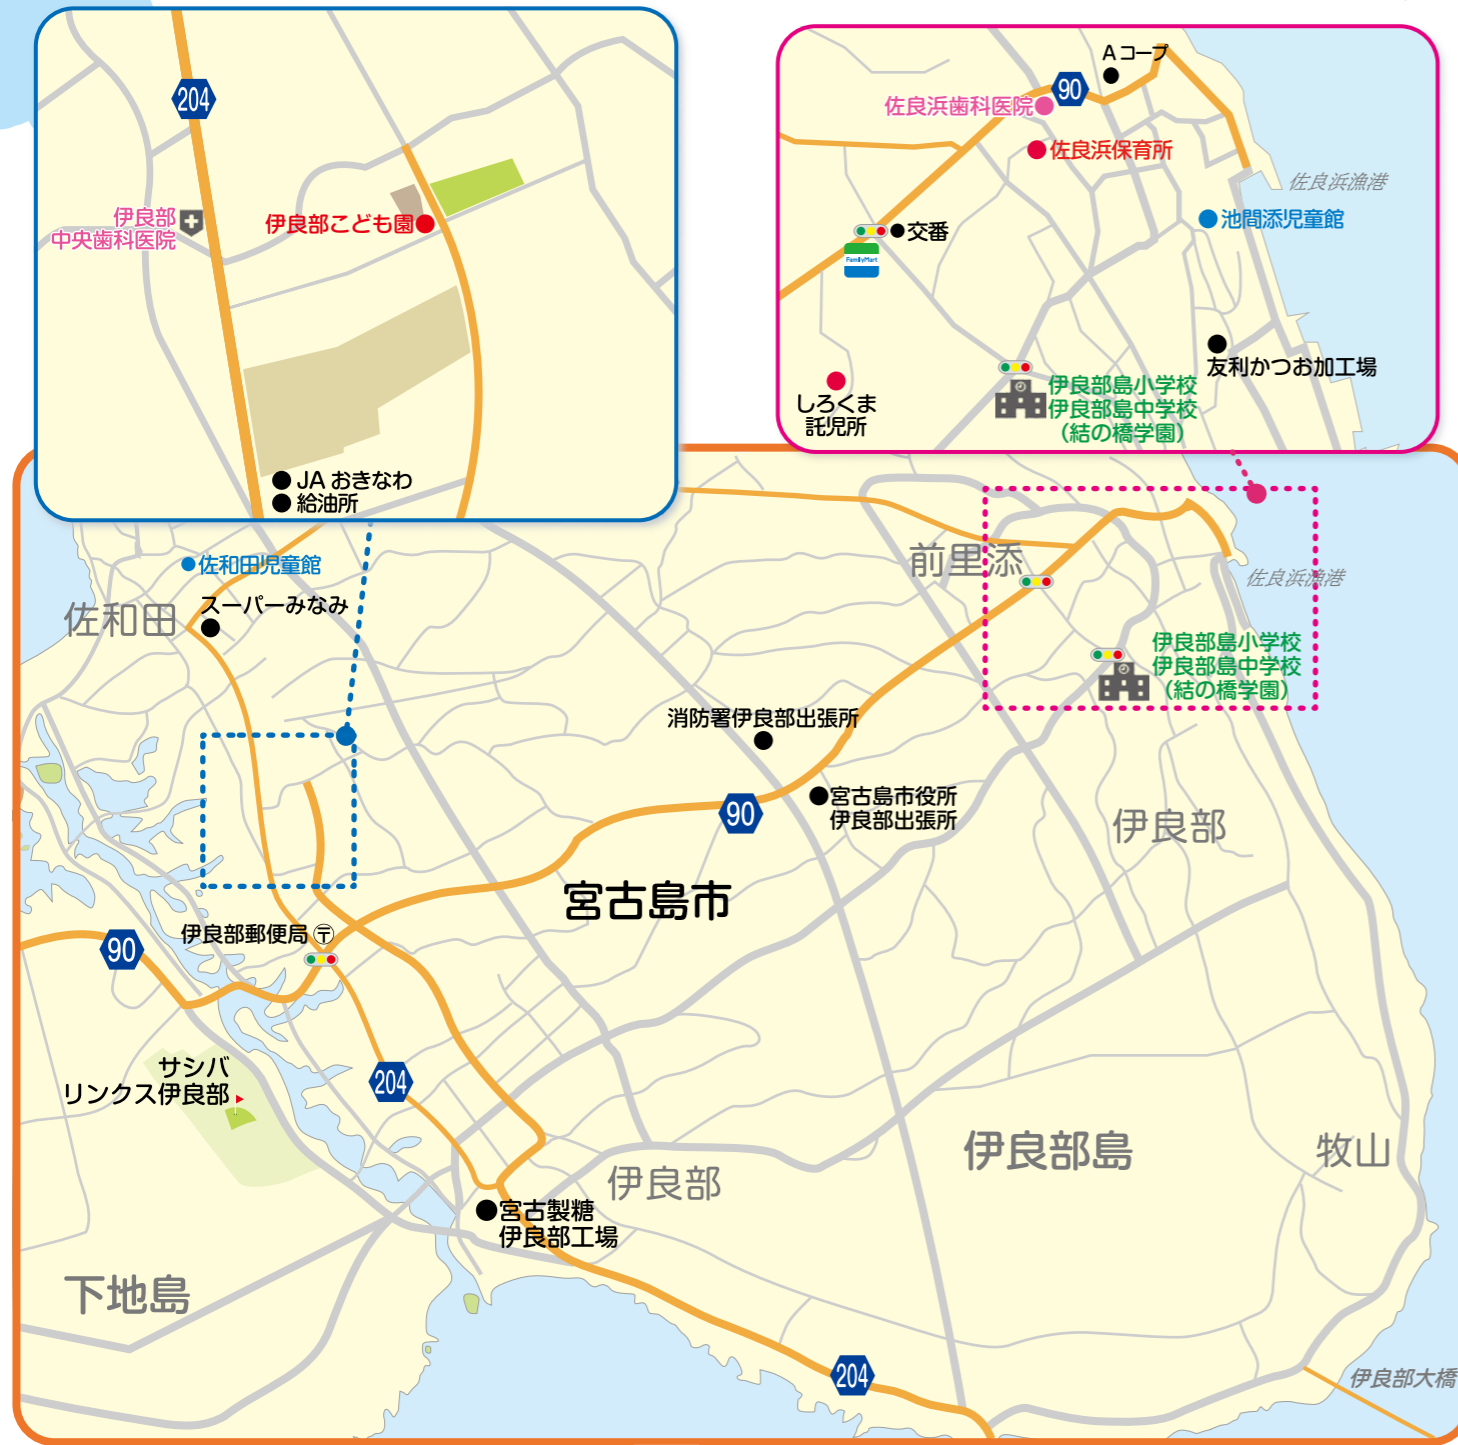 204
伊良部
中央歯科医院
伊良部こども園
JA おきなわ
給油所
A コープ
90
佐良浜歯科医院
佐良浜保育所
佐良浜漁港
池間添児童館
交番
FamilyMart
友利かつお加工場
しろくま
託児所
伊良部島小学校
伊良部島中学校
（結の橋学園）
佐和田児童館
スーパーみなみ
佐和田
前里添
佐良浜漁港
伊良部島小学校
伊良部島中学校
（結の橋学園）
消防署伊良部出張所
宮古島市役所
伊良部出張所
90
伊良部
宮古島市
伊良部郵便局
90
サシバ
リンクス伊良部
204
伊良部島
牧山
伊良部
宮古製糖
伊良部工場
下地島
204
伊良部大橋